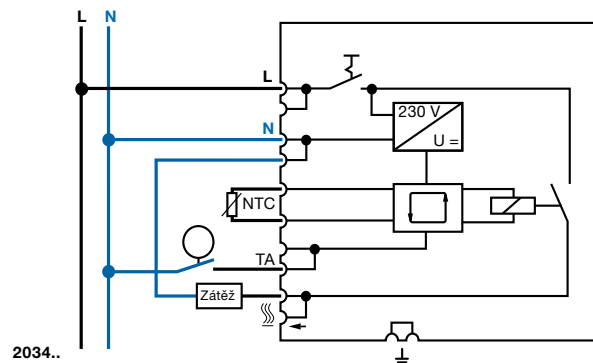 L
N
L
230 V
U =
N
NTC
TA
Zátěž
2034..